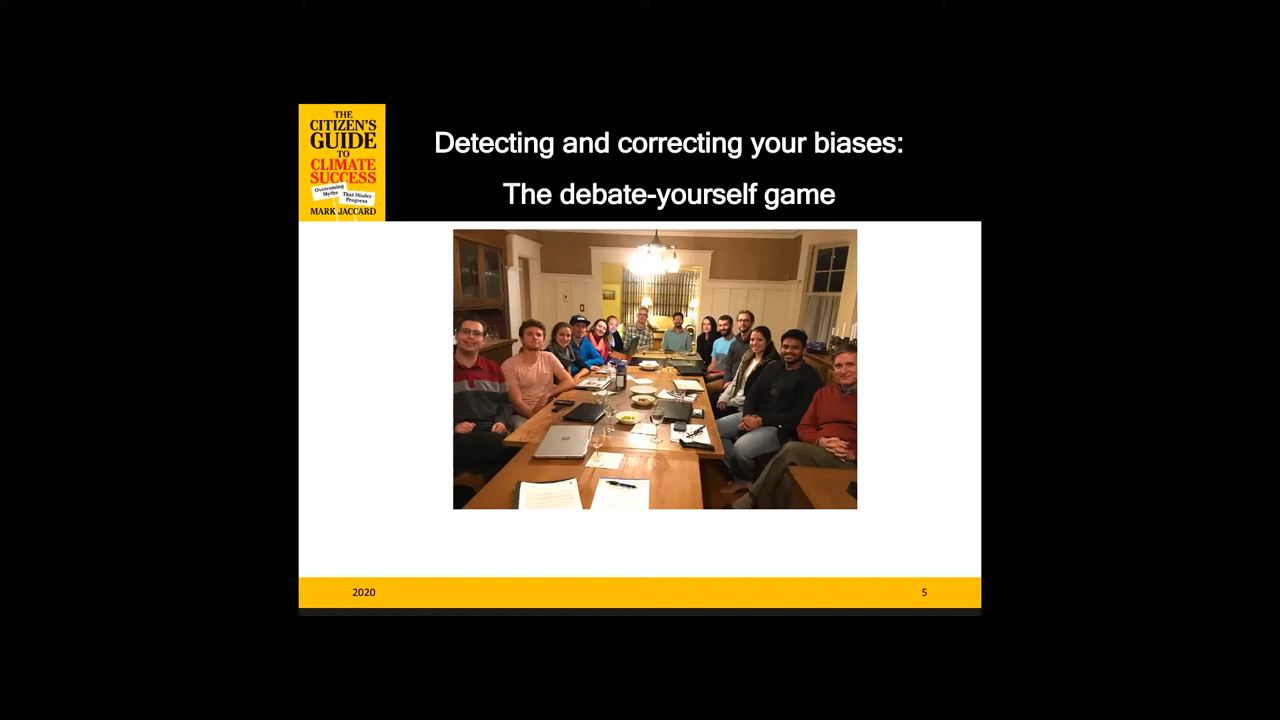 THE
CITIZEN'S
GUIDE
TO
CLIMATE
SUCCESS
Overcoming
Myths
That Hinder
Progress
MARK JACCARD
Detecting and correcting your biases:
The debate-yourself game
2020
5